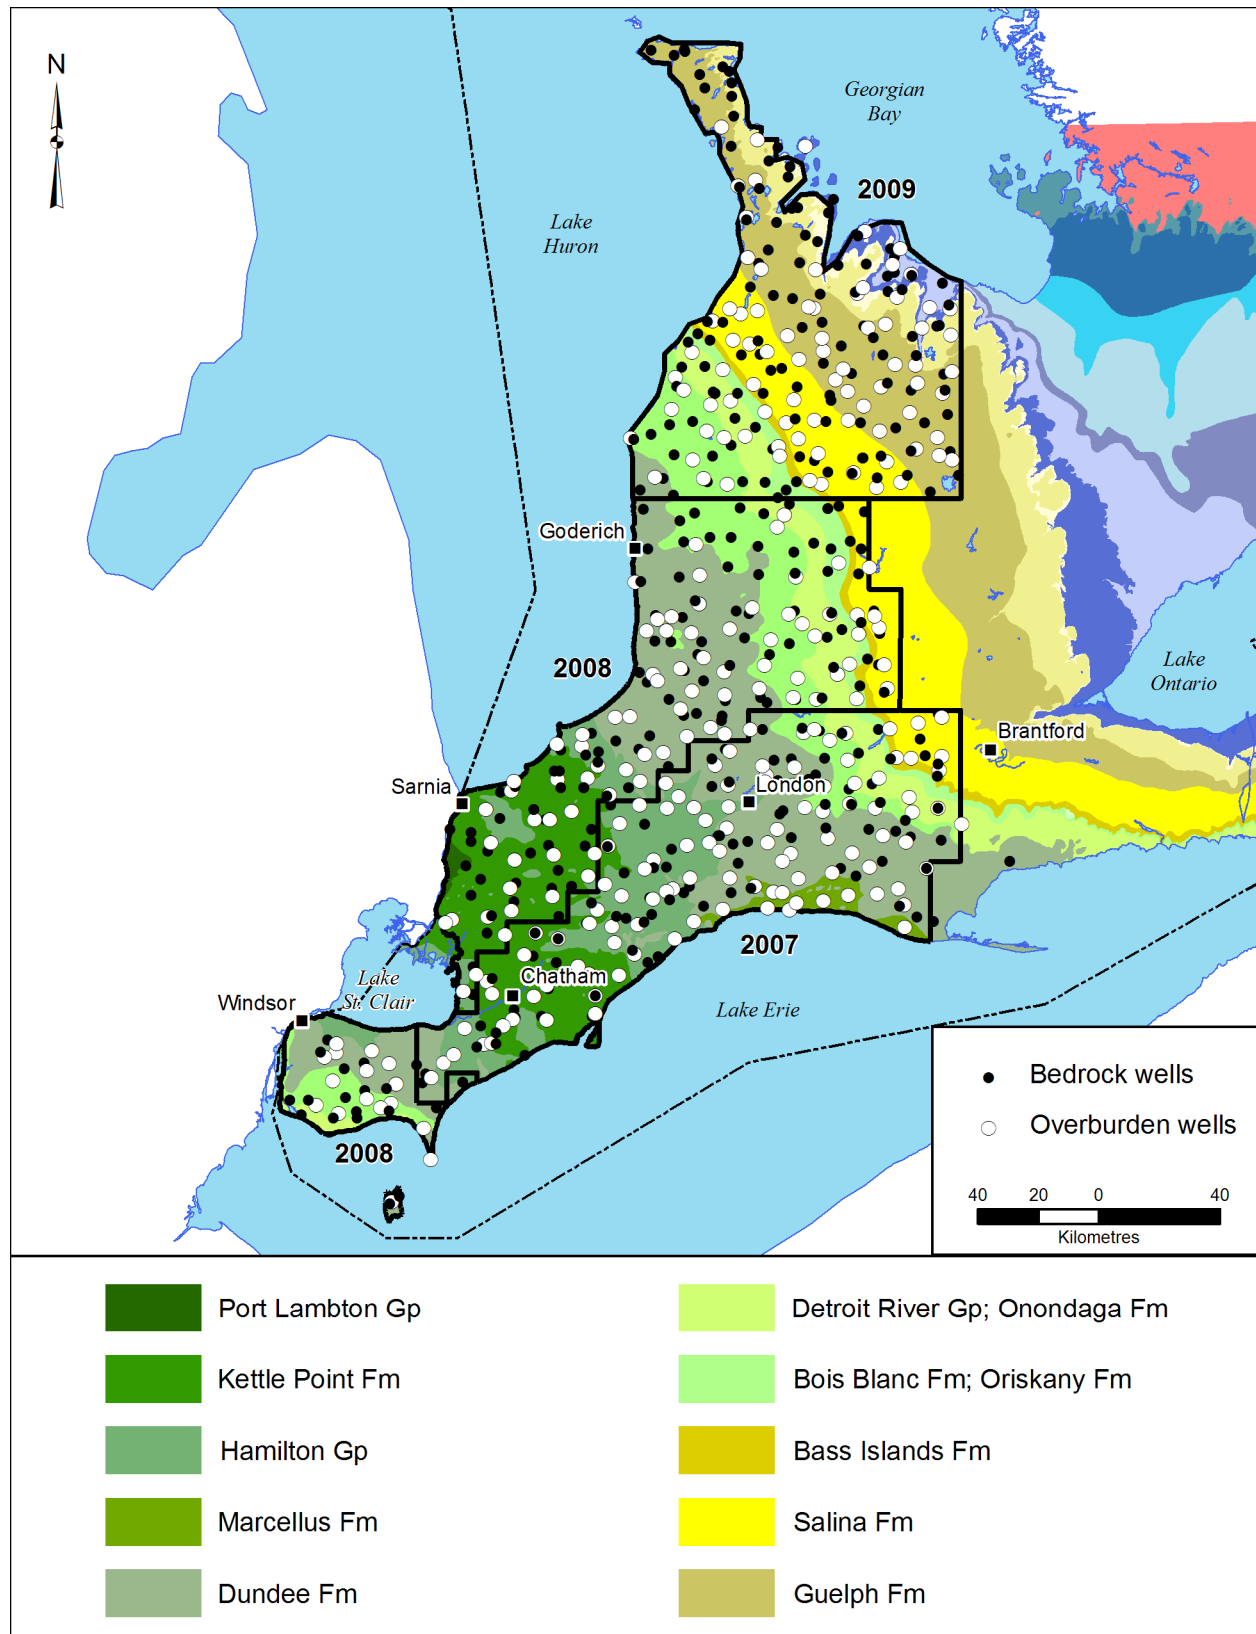 N
Georgian
Bay
2009
Lake
Huron
Goderich
2008
Lake
Ontario
Brantford
Sarnia
London
2007
Chatham
Lake
St. Clair
Windsor
Lake Erie
2008
Bedrock wells
Overburden wells
40 20 0 40
Kilometres
Port Lambton Gp
Kettle Point Fm
Hamilton Gp
Marcellus Fm
Dundee Fm
Detroit River Gp; Onondaga Fm
Bois Blanc Fm; Oriskany Fm
Bass Islands Fm
Salina Fm
Guelph Fm